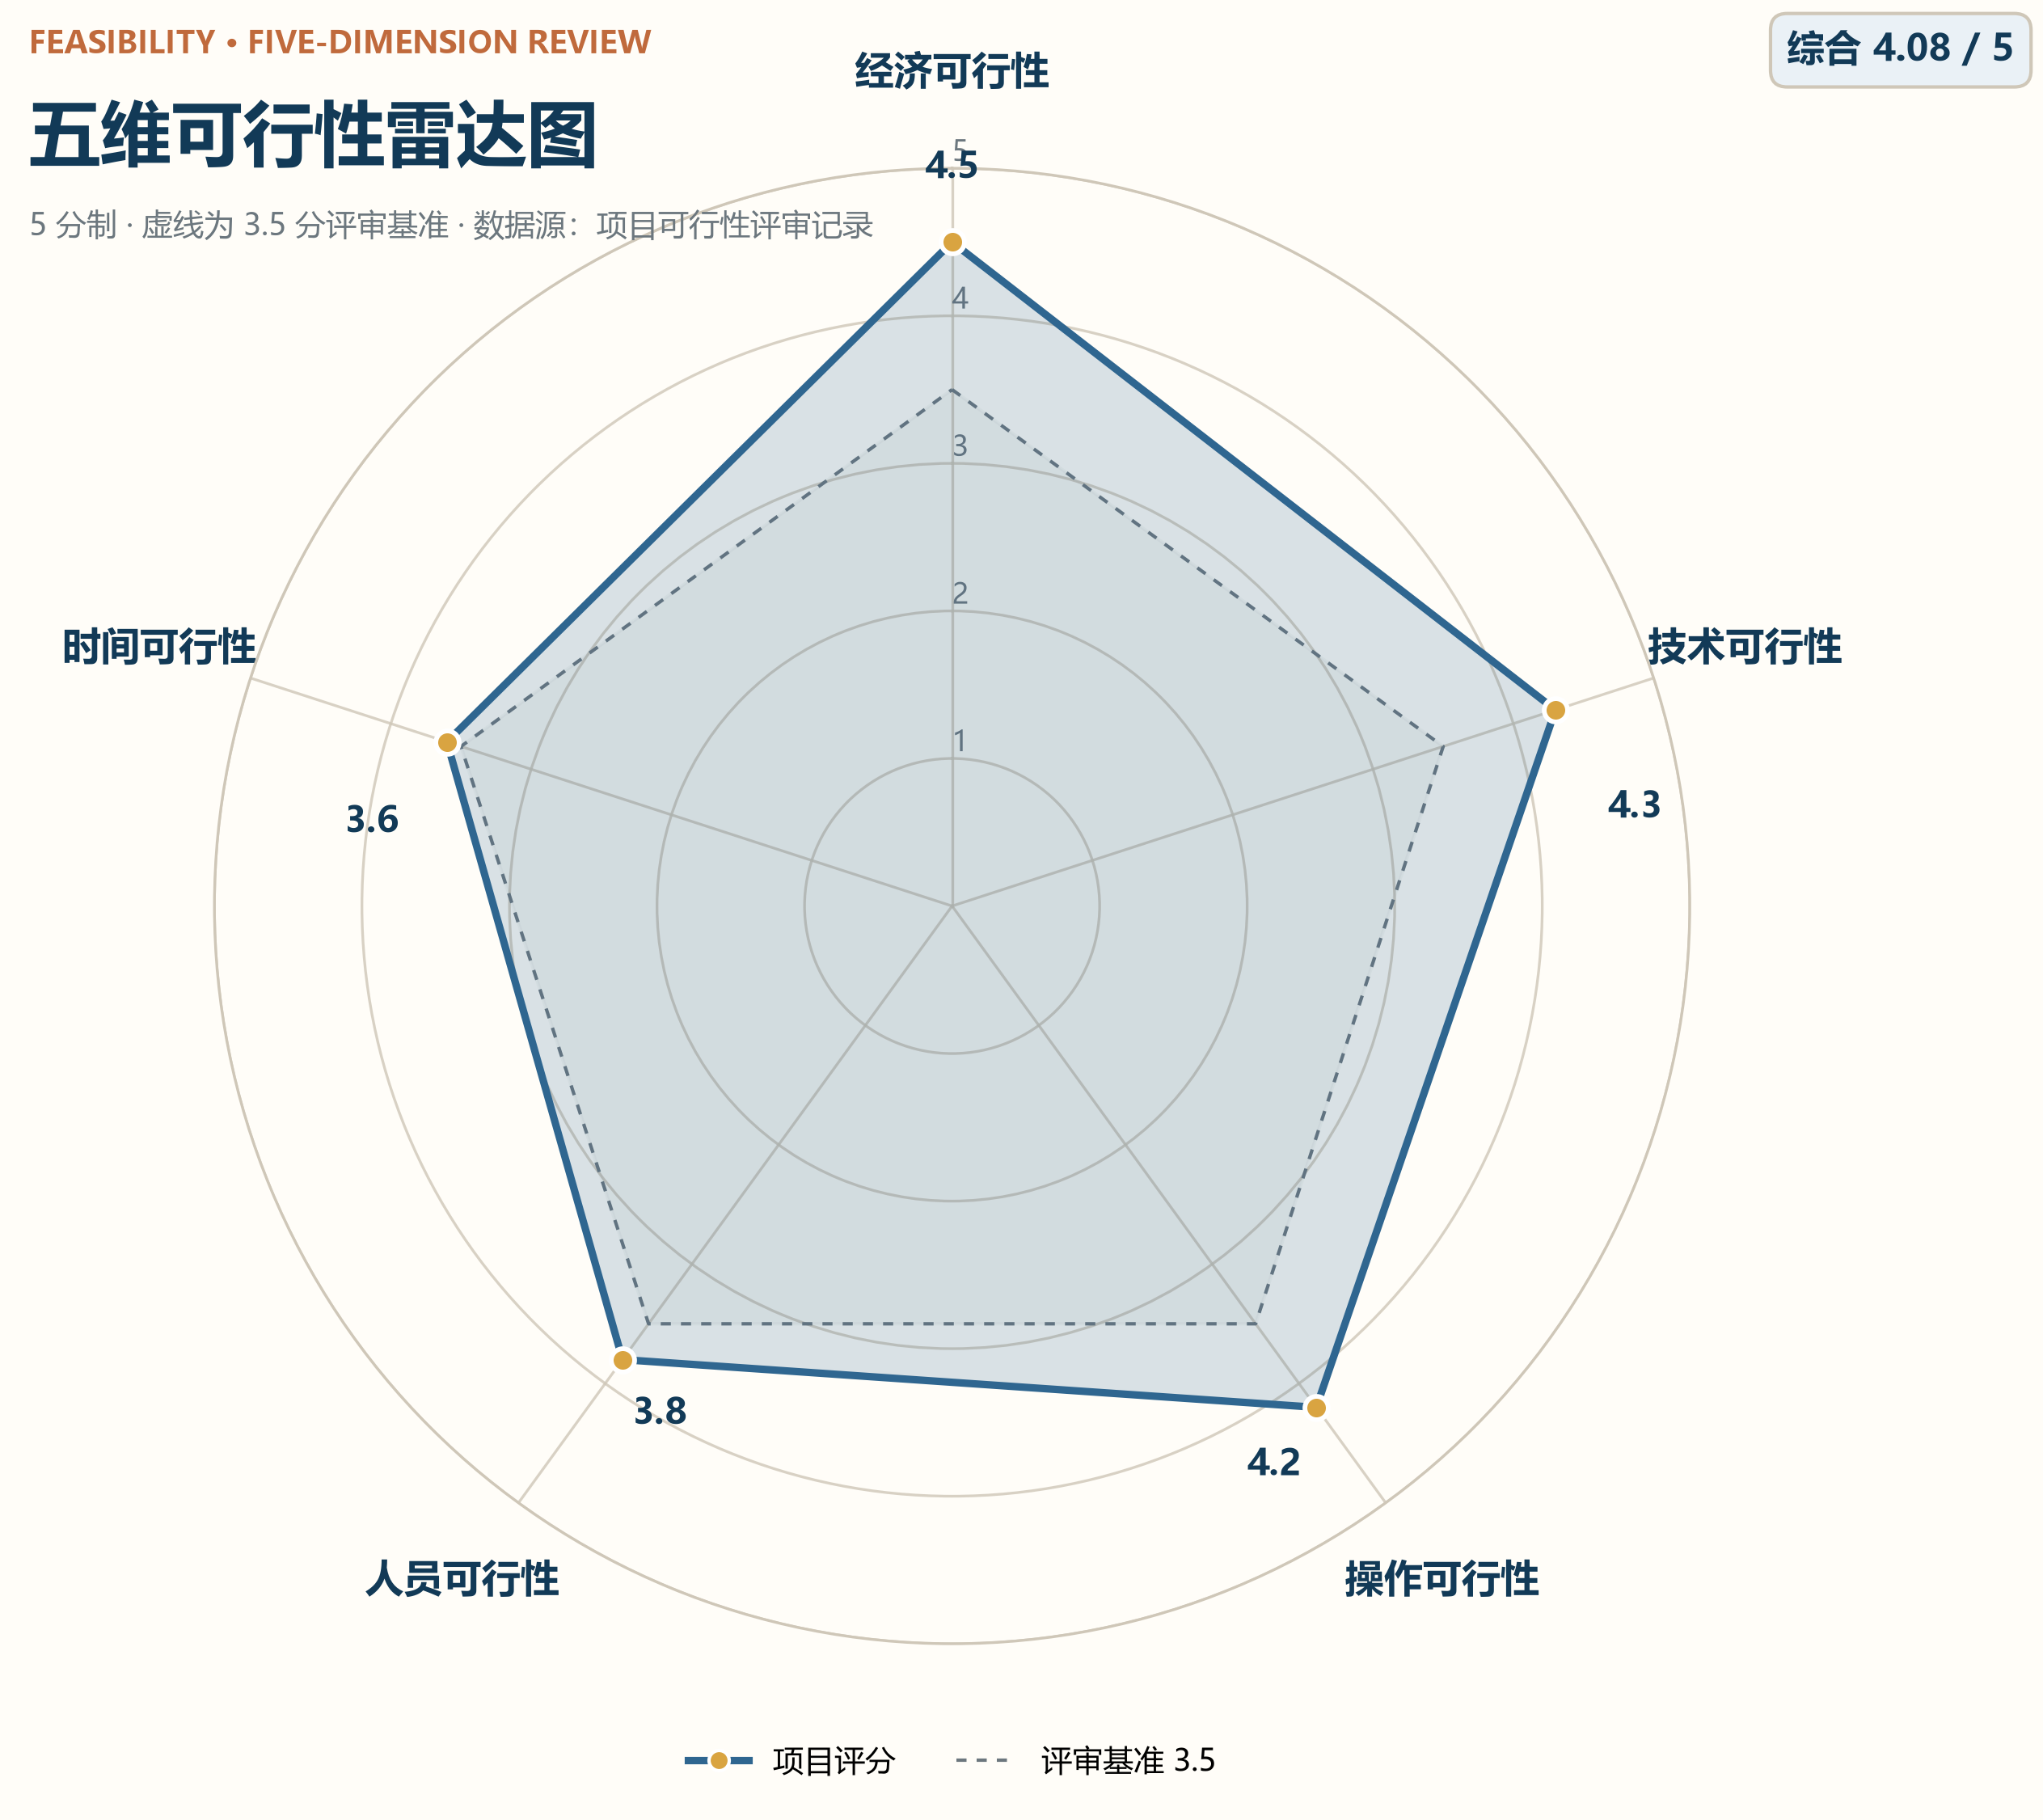 FEASIBILITY • FIVE-DIMENSION REVIEW
综合 4.08 / 5
五维可行性雷达图
5 分制 · 虚线为 3.5 分评审基准 · 数据源：项目可行性评审记录
经济可行性
5
4.5
4
3
2
1
时间可行性
技术可行性
3.6
4.3
3.8
4.2
人员可行性
操作可行性
项目评分
评审基准 3.5